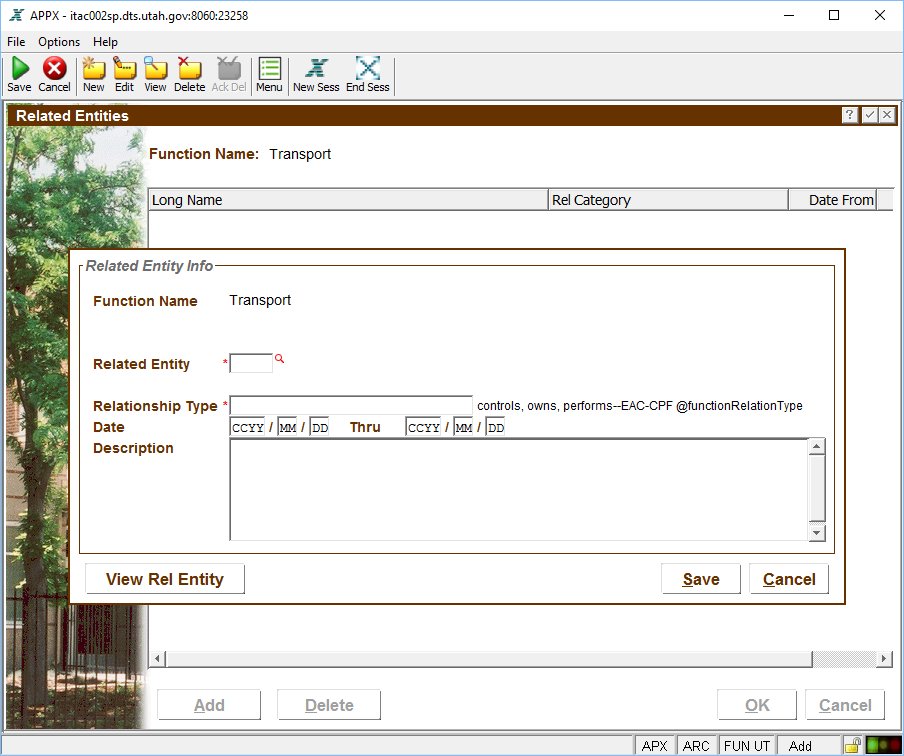 APPX - itac002sp.dts.utah.gov:8060:23258
File Options Help
Save Cancel New Edit View Delete Ack Del Menu New Sess End Sess
Related Entities
Function Name: Transport
Long Name Rel Category Date From
Related Entity Info
Function Name Transport
Related Entity *
Relationship Type * controls, owns, performs--EAC-CPF @functionRelationType
Date CCYY / MM / DD Thru CCYY / MM / DD
Description
View Rel Entity Save Cancel
Add Delete OK Cancel
APX ARC FUN UT Add